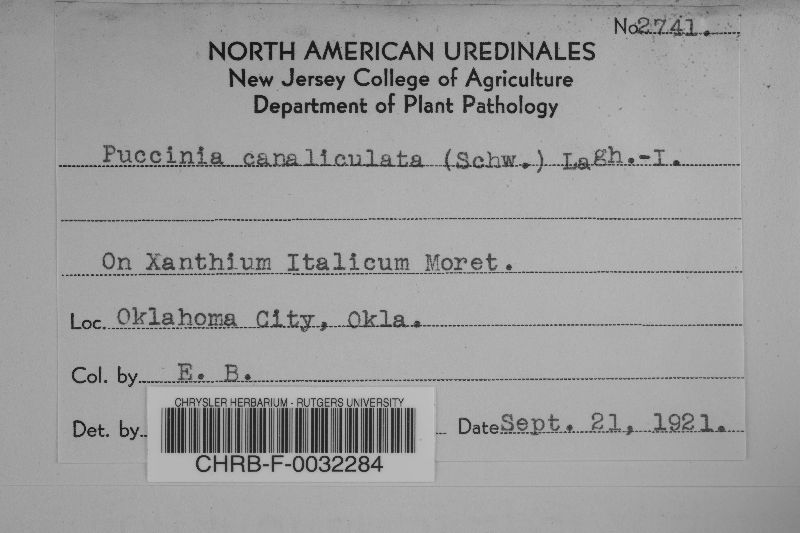 No. 2741.
NORTH AMERICAN UREDINALES
New Jersey College of Agriculture
Department of Plant Pathology
Puccinia canaliculata (Schw.) Lagh.-I.
On Xanthium Italicum Moret.
Loc. Oklahoma City, Okla.
Col. by E. B.
Det. by
Date Sept. 21, 1921.
CHRYSLER HERBARIUM - RUTGERS UNIVERSITY
CHRB-F-0032284